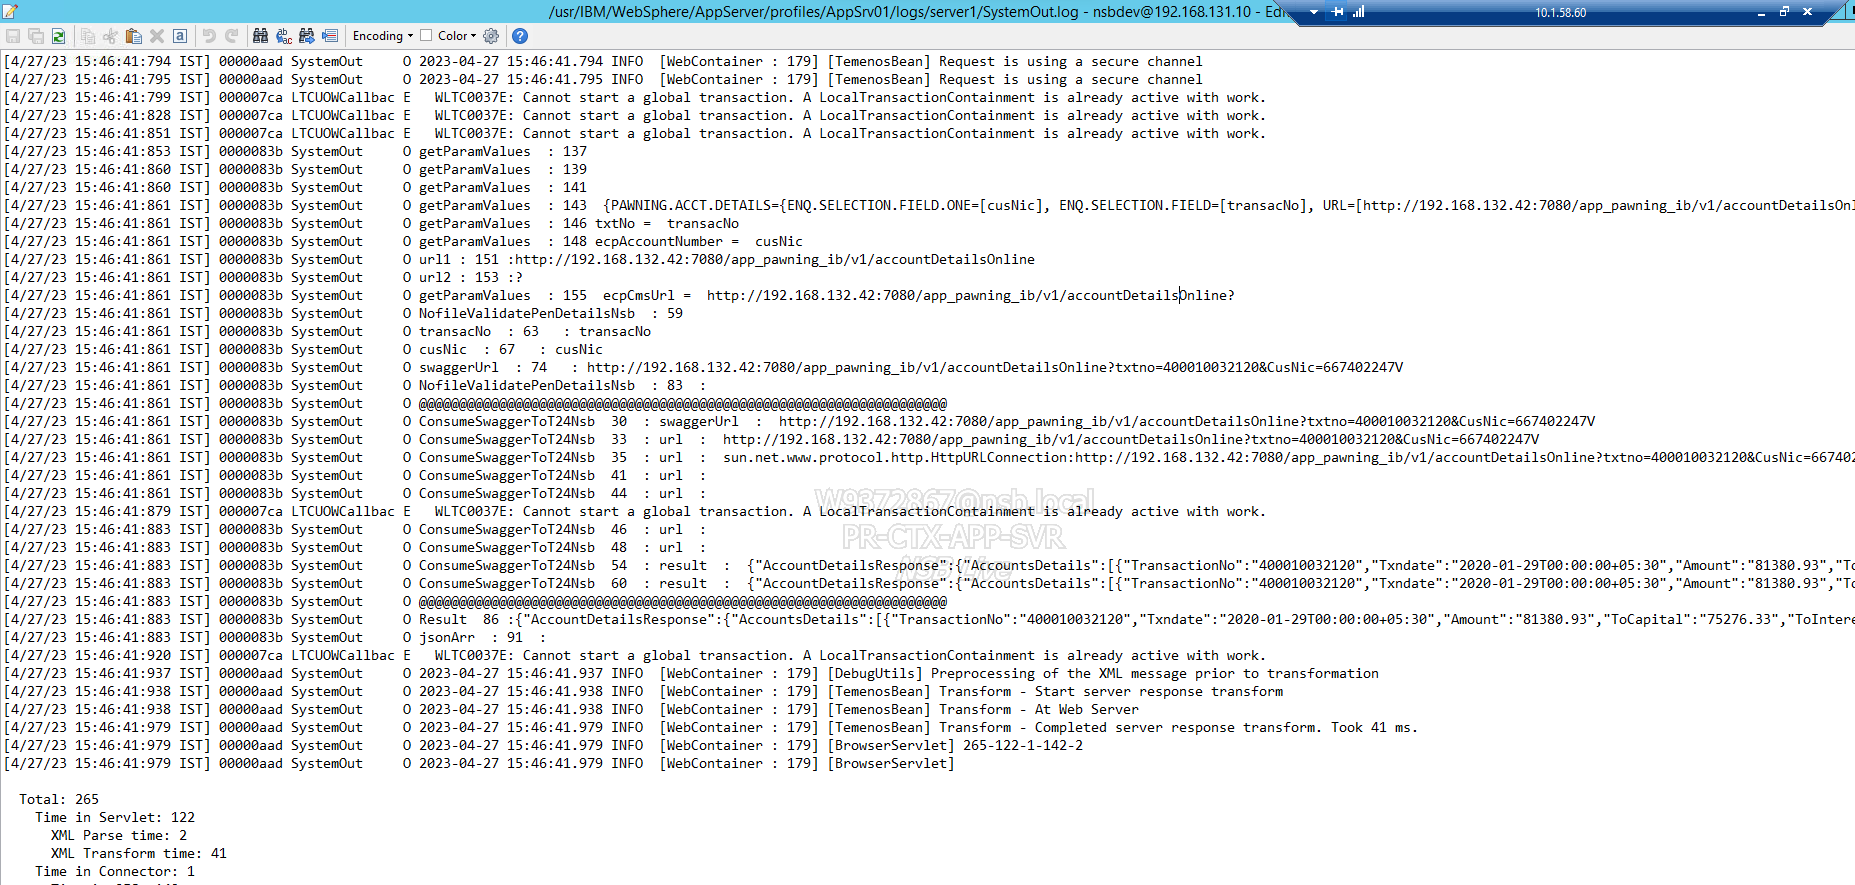 /usr/IBM/WebSphere/AppServer/profiles/AppSrv01/logs/server1/SystemOut.log - nsbdev@192.168.131.10 - Edi
10.1.58.60
Encoding Color
[4/27/23 15:46:41:794 IST] 00000aad SystemOut     O 2023-04-27 15:46:41.794 INFO  [WebContainer : 179] [TemenosBean] Request is using a secure channel
[4/27/23 15:46:41:795 IST] 00000aad SystemOut     O 2023-04-27 15:46:41.795 INFO  [WebContainer : 179] [TemenosBean] Request is using a secure channel
[4/27/23 15:46:41:799 IST] 000007ca LTCUOWCallbac E   WLTC0037E: Cannot start a global transaction. A LocalTransactionContainment is already active with work.
[4/27/23 15:46:41:828 IST] 000007ca LTCUOWCallbac E   WLTC0037E: Cannot start a global transaction. A LocalTransactionContainment is already active with work.
[4/27/23 15:46:41:851 IST] 000007ca LTCUOWCallbac E   WLTC0037E: Cannot start a global transaction. A LocalTransactionContainment is already active with work.
[4/27/23 15:46:41:853 IST] 0000083b SystemOut     O getParamValues  : 137
[4/27/23 15:46:41:860 IST] 0000083b SystemOut     O getParamValues  : 139
[4/27/23 15:46:41:860 IST] 0000083b SystemOut     O getParamValues  : 141
[4/27/23 15:46:41:861 IST] 0000083b SystemOut     O getParamValues  : 143  {PAWNING.ACCT.DETAILS={ENQ.SELECTION.FIELD.ONE=[cusNic], ENQ.SELECTION.FIELD=[transacNo], URL=[http://192.168.132.42:7080/app_pawning_ib/v1/accountDetailsOnl
[4/27/23 15:46:41:861 IST] 0000083b SystemOut     O getParamValues  : 146 txtNo =  transacNo
[4/27/23 15:46:41:861 IST] 0000083b SystemOut     O getParamValues  : 148 ecpAccountNumber =  cusNic
[4/27/23 15:46:41:861 IST] 0000083b SystemOut     O url1 : 151 :http://192.168.132.42:7080/app_pawning_ib/v1/accountDetailsOnline
[4/27/23 15:46:41:861 IST] 0000083b SystemOut     O url2 : 153 :?
[4/27/23 15:46:41:861 IST] 0000083b SystemOut     O getParamValues  : 155  ecpCmsUrl =  http://192.168.132.42:7080/app_pawning_ib/v1/accountDetailsOnline?
[4/27/23 15:46:41:861 IST] 0000083b SystemOut     O NofileValidatePenDetailsNsb  : 59
[4/27/23 15:46:41:861 IST] 0000083b SystemOut     O transacNo  : 63   : transacNo
[4/27/23 15:46:41:861 IST] 0000083b SystemOut     O cusNic  : 67   : cusNic
[4/27/23 15:46:41:861 IST] 0000083b SystemOut     O swaggerUrl  : 74   : http://192.168.132.42:7080/app_pawning_ib/v1/accountDetailsOnline?txtno=400010032120&CusNic=667402247V
[4/27/23 15:46:41:861 IST] 0000083b SystemOut     O NofileValidatePenDetailsNsb  : 83  :
[4/27/23 15:46:41:861 IST] 0000083b SystemOut     O @@@@@@@@@@@@@@@@@@@@@@@@@@@@@@@@@@@@@@@@@@@@@@@@@@@@@@@@@@@@@@@@@@
[4/27/23 15:46:41:861 IST] 0000083b SystemOut     O ConsumeSwaggerToT24Nsb  30  : swaggerUrl  :  http://192.168.132.42:7080/app_pawning_ib/v1/accountDetailsOnline?txtno=400010032120&CusNic=667402247V
[4/27/23 15:46:41:861 IST] 0000083b SystemOut     O ConsumeSwaggerToT24Nsb  33  : url  :  http://192.168.132.42:7080/app_pawning_ib/v1/accountDetailsOnline?txtno=400010032120&CusNic=667402247V
[4/27/23 15:46:41:861 IST] 0000083b SystemOut     O ConsumeSwaggerToT24Nsb  35  : url  :  sun.net.www.protocol.http.HttpURLConnection:http://192.168.132.42:7080/app_pawning_ib/v1/accountDetailsOnline?txtno=400010032120&CusNic=667402
[4/27/23 15:46:41:861 IST] 0000083b SystemOut     O ConsumeSwaggerToT24Nsb  41  : url  :
[4/27/23 15:46:41:861 IST] 0000083b SystemOut     O ConsumeSwaggerToT24Nsb  44  : url  :
[4/27/23 15:46:41:879 IST] 000007ca LTCUOWCallbac E   WLTC0037E: Cannot start a global transaction. A LocalTransactionContainment is already active with work.
[4/27/23 15:46:41:883 IST] 0000083b SystemOut     O ConsumeSwaggerToT24Nsb  46  : url  :
[4/27/23 15:46:41:883 IST] 0000083b SystemOut     O ConsumeSwaggerToT24Nsb  48  : url  :
[4/27/23 15:46:41:883 IST] 0000083b SystemOut     O ConsumeSwaggerToT24Nsb  54  : result  :  {"AccountDetailsResponse":{"AccountsDetails":[{"TransactionNo":"400010032120","Txndate":"2020-01-29T00:00:00+05:30","Amount":"81380.93","To
[4/27/23 15:46:41:883 IST] 0000083b SystemOut     O ConsumeSwaggerToT24Nsb  60  : result  :  {"AccountDetailsResponse":{"AccountsDetails":[{"TransactionNo":"400010032120","Txndate":"2020-01-29T00:00:00+05:30","Amount":"81380.93","To
[4/27/23 15:46:41:883 IST] 0000083b SystemOut     O @@@@@@@@@@@@@@@@@@@@@@@@@@@@@@@@@@@@@@@@@@@@@@@@@@@@@@@@@@@@@@@@@@
[4/27/23 15:46:41:883 IST] 0000083b SystemOut     O Result  86 :{"AccountDetailsResponse":{"AccountsDetails":[{"TransactionNo":"400010032120","Txndate":"2020-01-29T00:00:00+05:30","Amount":"81380.93","ToCapital":"75276.33","ToIntere
[4/27/23 15:46:41:883 IST] 0000083b SystemOut     O jsonArr  : 91  :
[4/27/23 15:46:41:920 IST] 000007ca LTCUOWCallbac E   WLTC0037E: Cannot start a global transaction. A LocalTransactionContainment is already active with work.
[4/27/23 15:46:41:937 IST] 00000aad SystemOut     O 2023-04-27 15:46:41.937 INFO  [WebContainer : 179] [DebugUtils] Preprocessing of the XML message prior to transformation
[4/27/23 15:46:41:938 IST] 00000aad SystemOut     O 2023-04-27 15:46:41.938 INFO  [WebContainer : 179] [TemenosBean] Transform - Start server response transform
[4/27/23 15:46:41:938 IST] 00000aad SystemOut     O 2023-04-27 15:46:41.938 INFO  [WebContainer : 179] [TemenosBean] Transform - At Web Server
[4/27/23 15:46:41:979 IST] 00000aad SystemOut     O 2023-04-27 15:46:41.979 INFO  [WebContainer : 179] [TemenosBean] Transform - Completed server response transform. Took 41 ms.
[4/27/23 15:46:41:979 IST] 00000aad SystemOut     O 2023-04-27 15:46:41.979 INFO  [WebContainer : 179] [BrowserServlet] 265-122-1-142-2
[4/27/23 15:46:41:979 IST] 00000aad SystemOut     O 2023-04-27 15:46:41.979 INFO  [WebContainer : 179] [BrowserServlet]
Total: 265
Time in Servlet: 122
XML Parse time: 2
XML Transform time: 41
Time in Connector: 1
W9372867@nsb.local
PR-CTX-APP-SVR
NSB Live